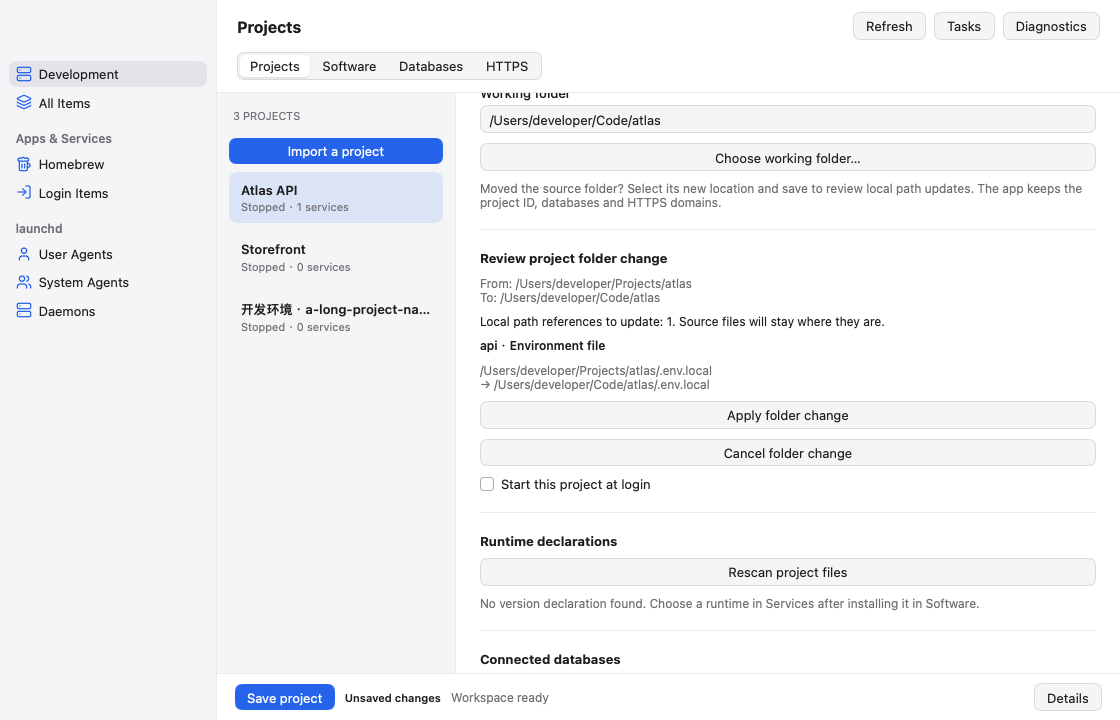 Development
All Items
Apps & Services
Homebrew
Login Items
launchd
User Agents
System Agents
Daemons
Projects
Refresh
Tasks
Diagnostics
Projects
Software
Databases
HTTPS
3 PROJECTS
Import a project
Atlas API
Stopped · 1 services
Storefront
Stopped · 0 services
开发环境 · a-long-project-na...
Stopped · 0 services
Working folder
/Users/developer/Code/atlas
Choose working folder...
Moved the source folder? Select its new location and save to review local path updates. The app keeps the
project ID, databases and HTTPS domains.
Review project folder change
From: /Users/developer/Projects/atlas
To: /Users/developer/Code/atlas
Local path references to update: 1. Source files will stay where they are.
api · Environment file
/Users/developer/Projects/atlas/.env.local
→ /Users/developer/Code/atlas/.env.local
Apply folder change
Cancel folder change
Start this project at login
Runtime declarations
Rescan project files
No version declaration found. Choose a runtime in Services after installing it in Software.
Connected databases
Save project
Unsaved changes
Workspace ready
Details